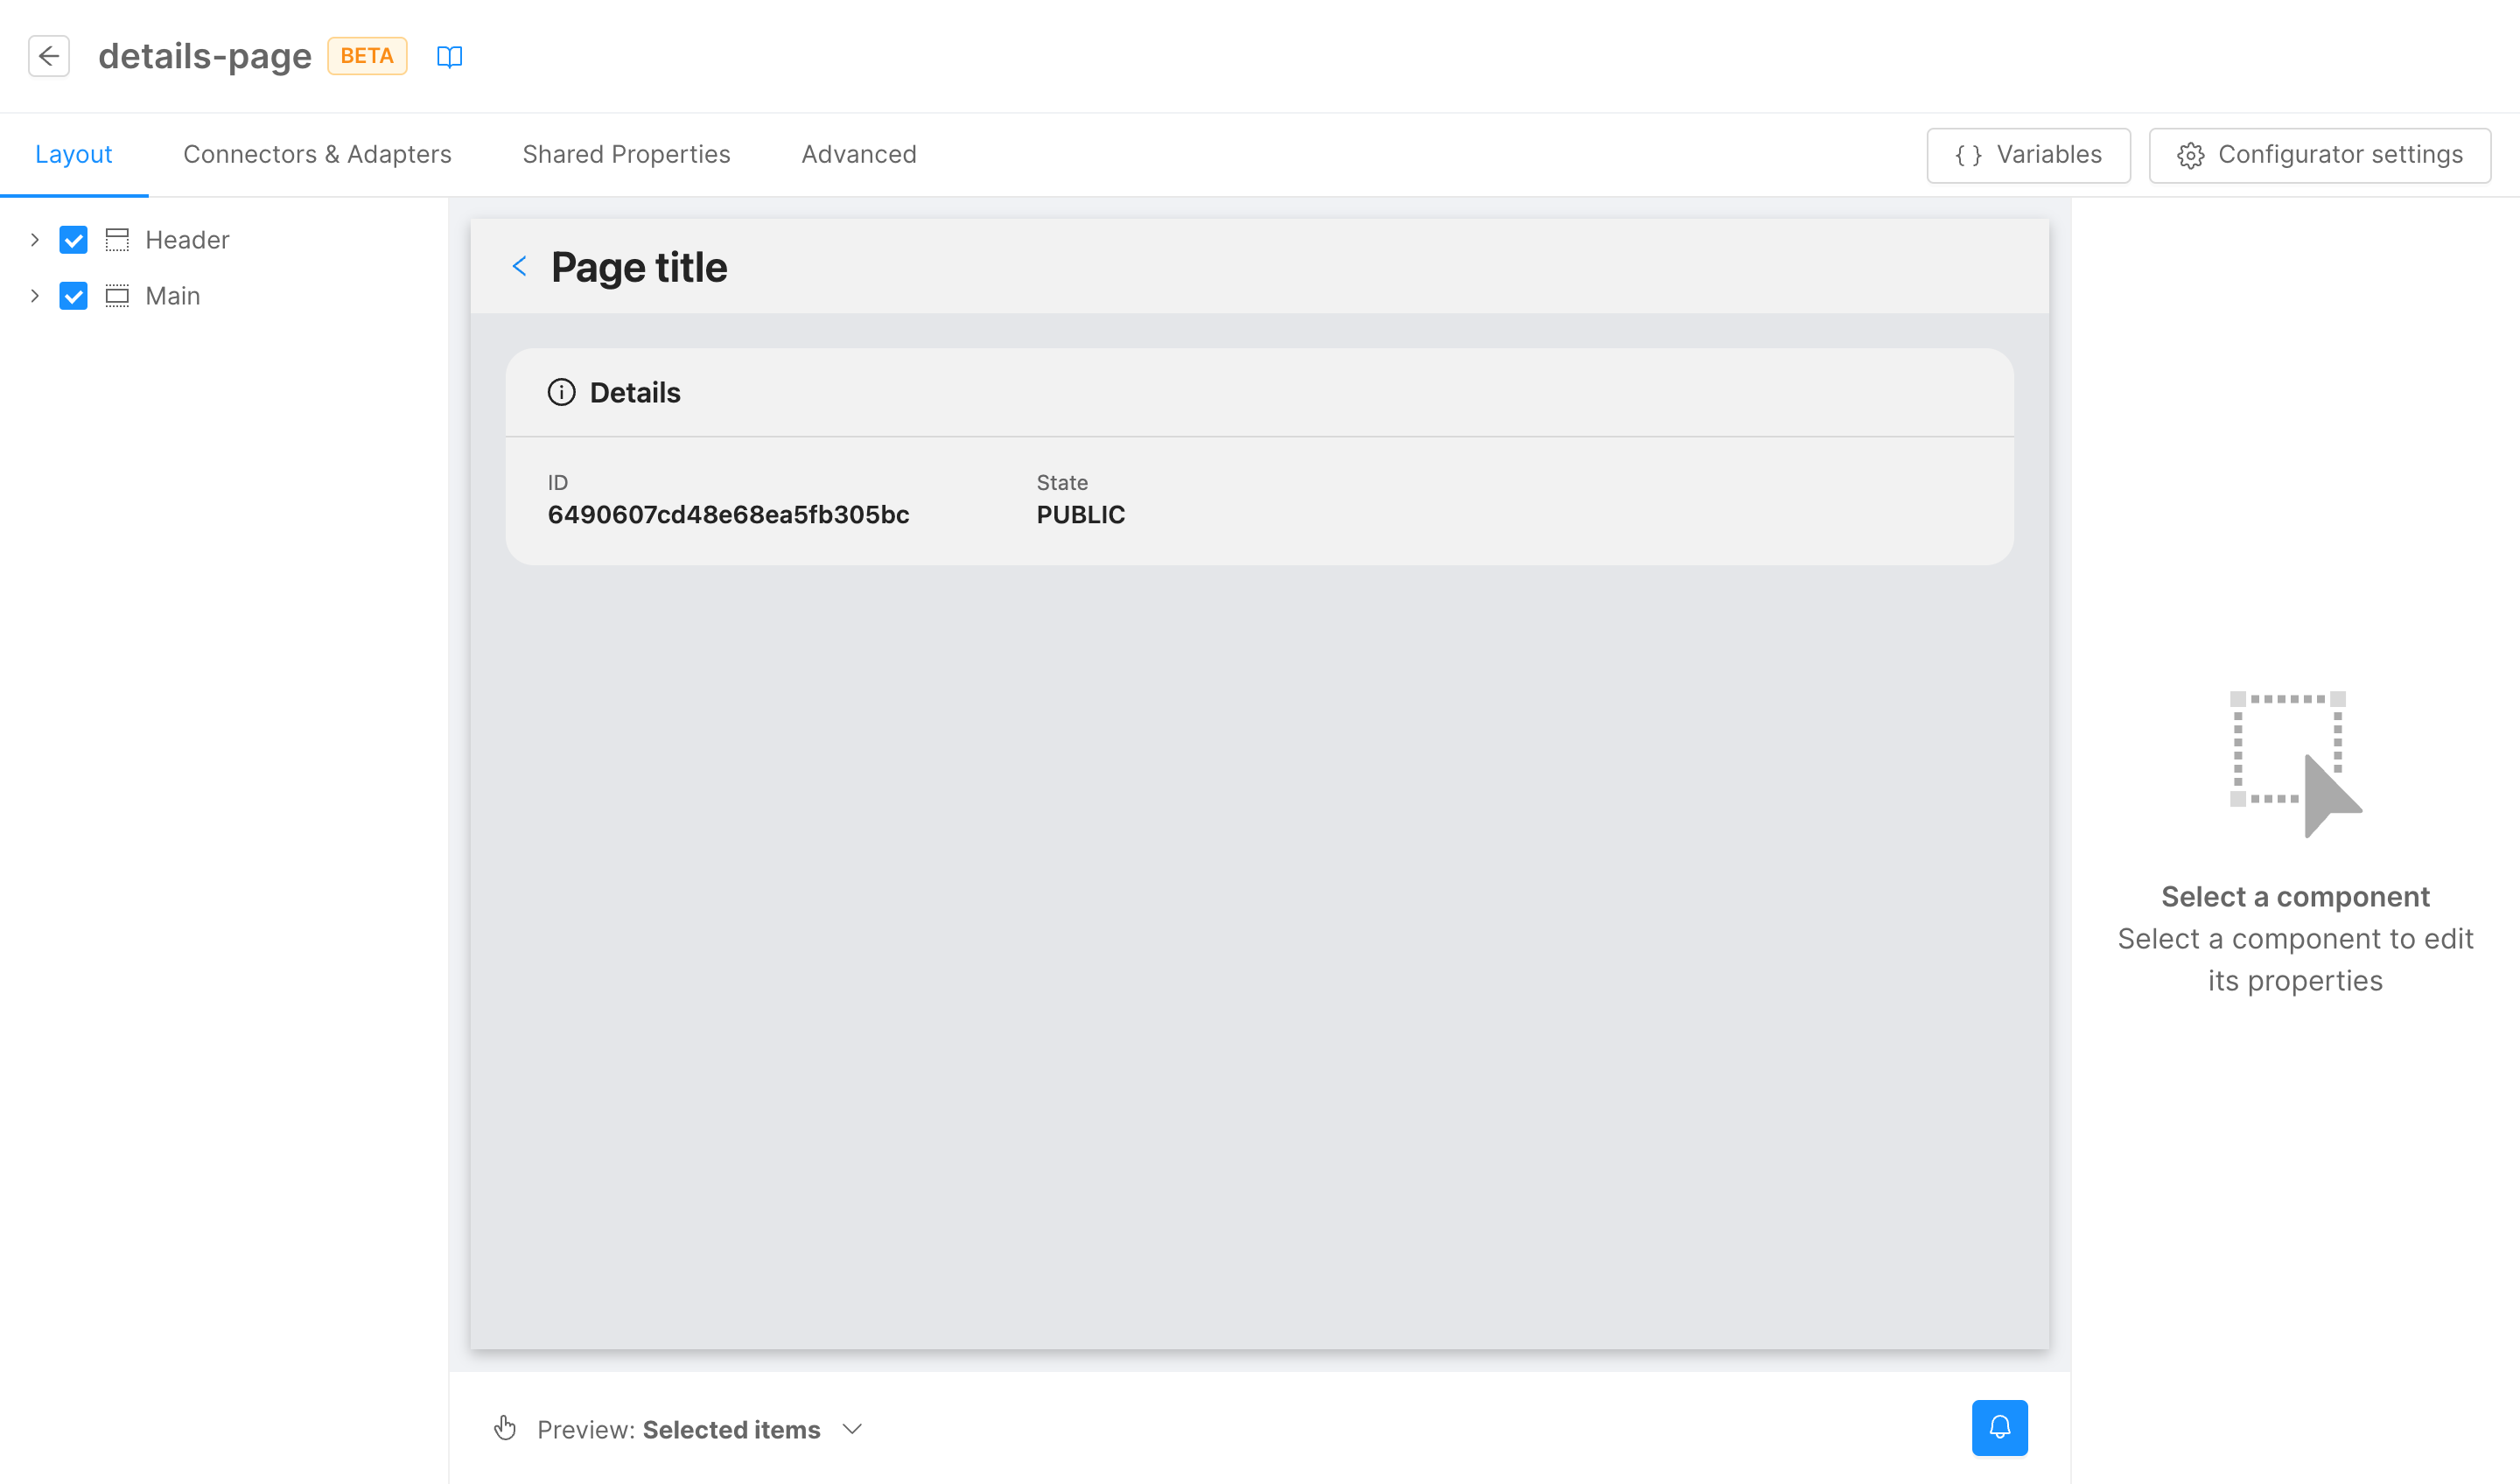 details-page BETA
Layout Connectors & Adapters Shared Properties Advanced { } Variables Configurator settings
Header
Main
Page title
Details
ID State
6490607cd48e68ea5fb305bc PUBLIC
Select a component
Select a component to edit
its properties
Preview: Selected items